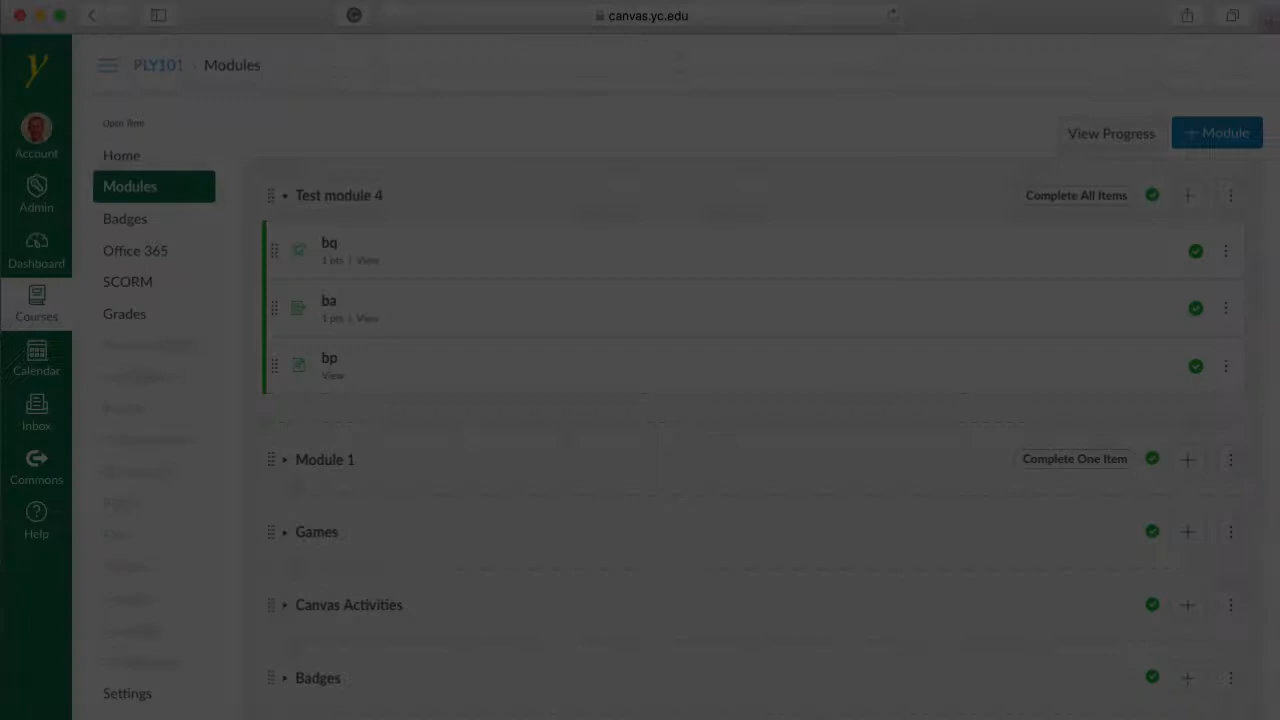 canvas.yc.edu
PLY101 › Modules
Open Term
View Progress
+ Module
Account
Admin
Dashboard
Courses
Calendar
Inbox
Commons
Help
Home
Modules
Badges
Office 365
SCORM
Grades
Settings
Test module 4
Complete All Items
bq
1 pts | View
ba
1 pts | View
bp
View
Module 1
Complete One Item
Games
Canvas Activities
Badges